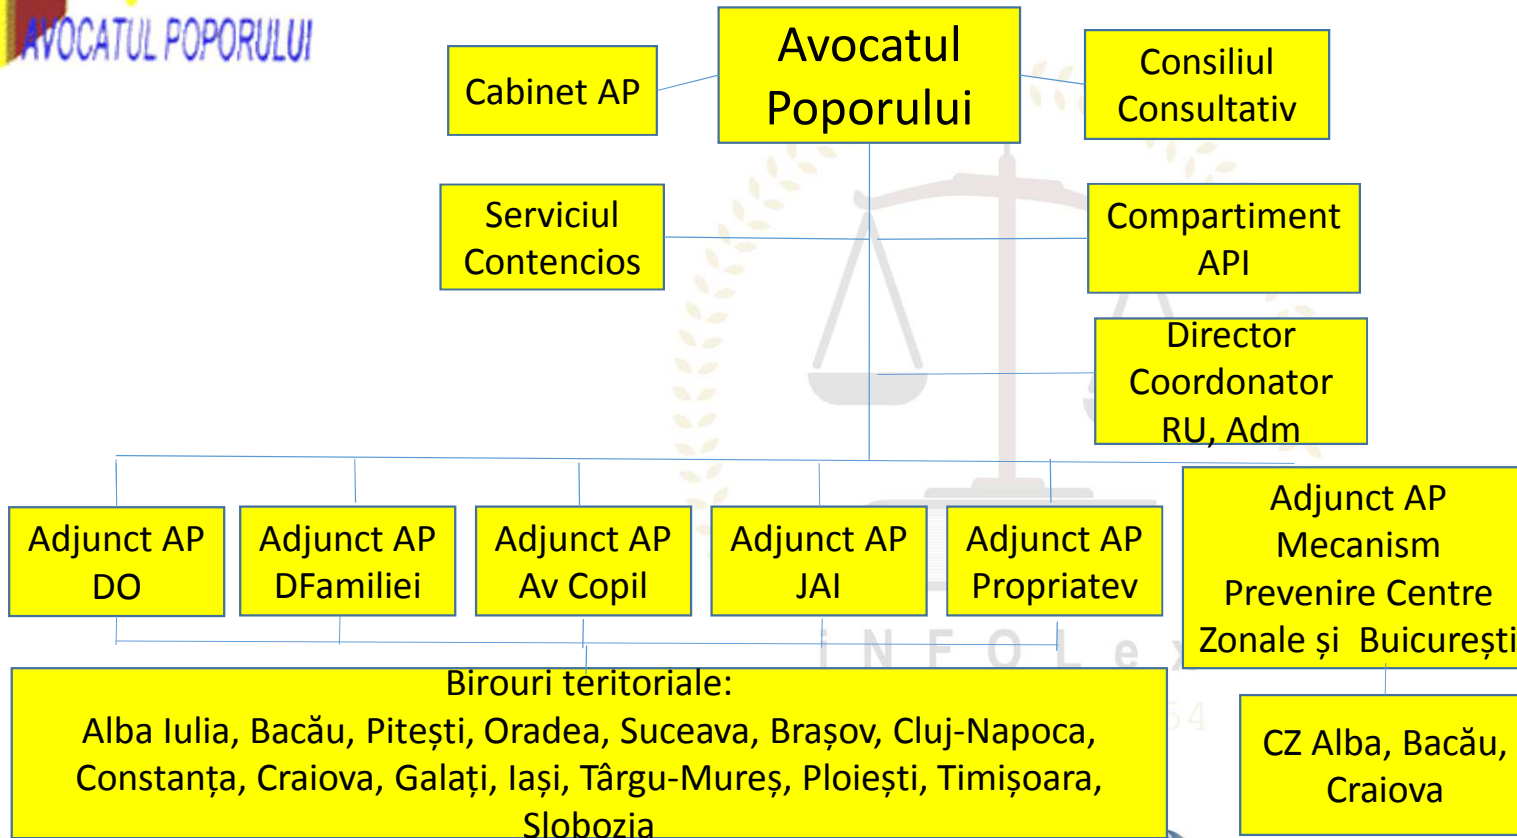 AVOCATUL POPORULUI
Avocatul
Poporului
Cabinet AP
Consiliul
Consultativ
Serviciul
Contencios
Compartiment
API
Director
Coordonator
RU, Adm
Adjunct AP
DO
Adjunct AP
DFamiliei
Adjunct AP
Av Copil
Adjunct AP
JAI
Adjunct AP
Propriatev
Adjunct AP
Mecanism
Prevenire Centre
Zonale și Buicurești
iNFOLex
Birouri teritoriale:
Alba Iulia, Bacău, Pitești, Oradea, Suceava, Brașov, Cluj-Napoca,
Constanța, Craiova, Galați, Iași, Târgu-Mureș, Ploiești, Timișoara,
Slobozia
CZ Alba, Bacău,
Craiova